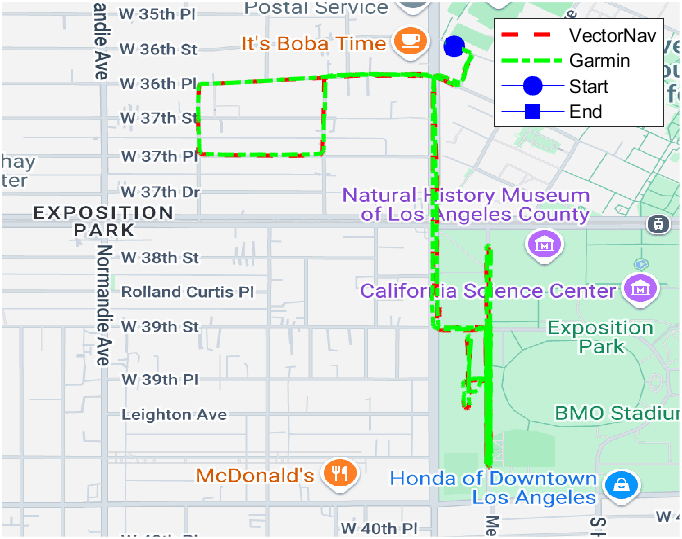 Postal Service
W 35th Pl
andie Ave
W 36th St
It's Boba Time
VectorNav
Garmin
Start
End
W 36th Pl
W 37th St
W 37th Pl
hay
ter
W 37th Dr
EXPOSITION
PARK
Natural History Museum
of Los Angeles County
Normandie Ave
W 38th St
Rolland Curtis Pl
California Science Center
W 39th St
Exposition
Park
W 39th Pl
Leighton Ave
BMO Stadiu
McDonald's
Honda of Downtown
Los Angeles
W 40th Pl
Me
S H
W 4